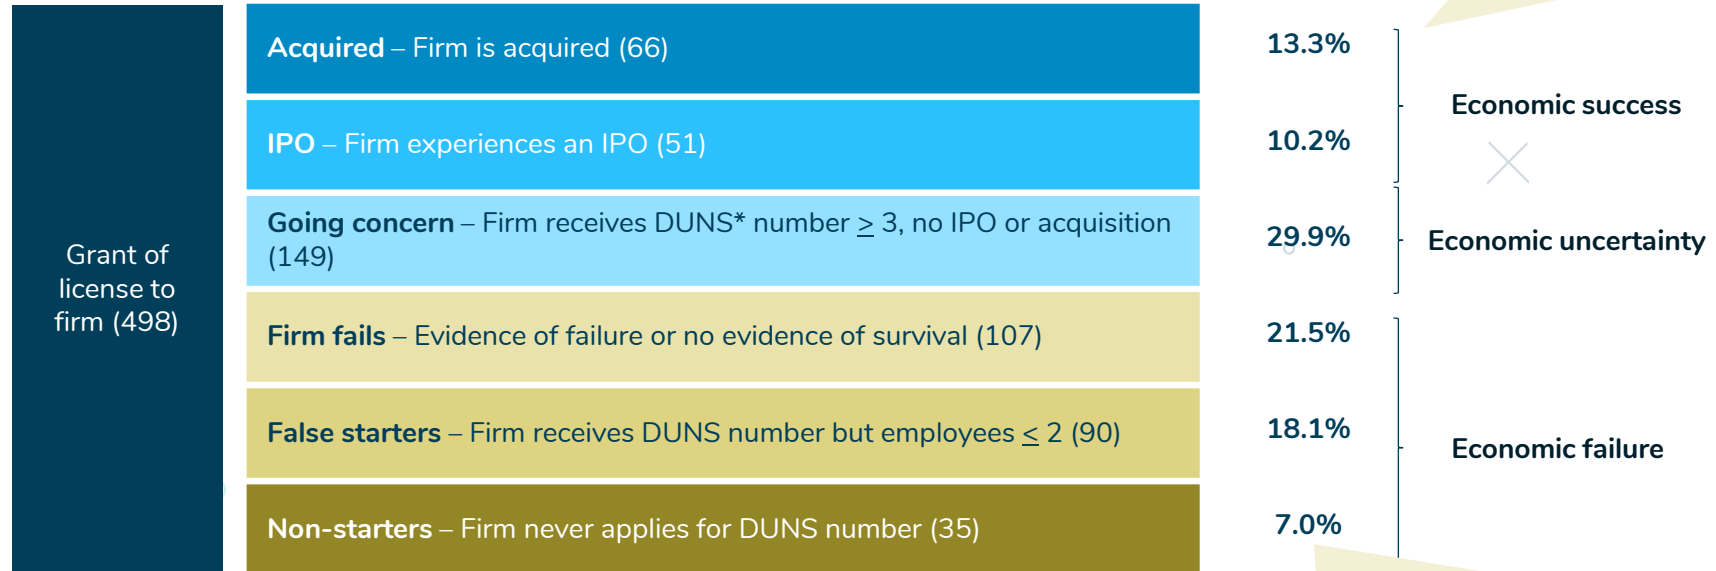 Grant of
license to
firm (498)
Acquired – Firm is acquired (66)
13.3%
IPO – Firm experiences an IPO (51)
10.2%
Economic success
Going concern – Firm receives DUNS* number ≥ 3, no IPO or acquisition
(149)
29.9%
Economic uncertainty
Firm fails – Evidence of failure or no evidence of survival (107)
21.5%
False starters – Firm receives DUNS number but employees ≤ 2 (90)
18.1%
Non-starters – Firm never applies for DUNS number (35)
7.0%
Economic failure